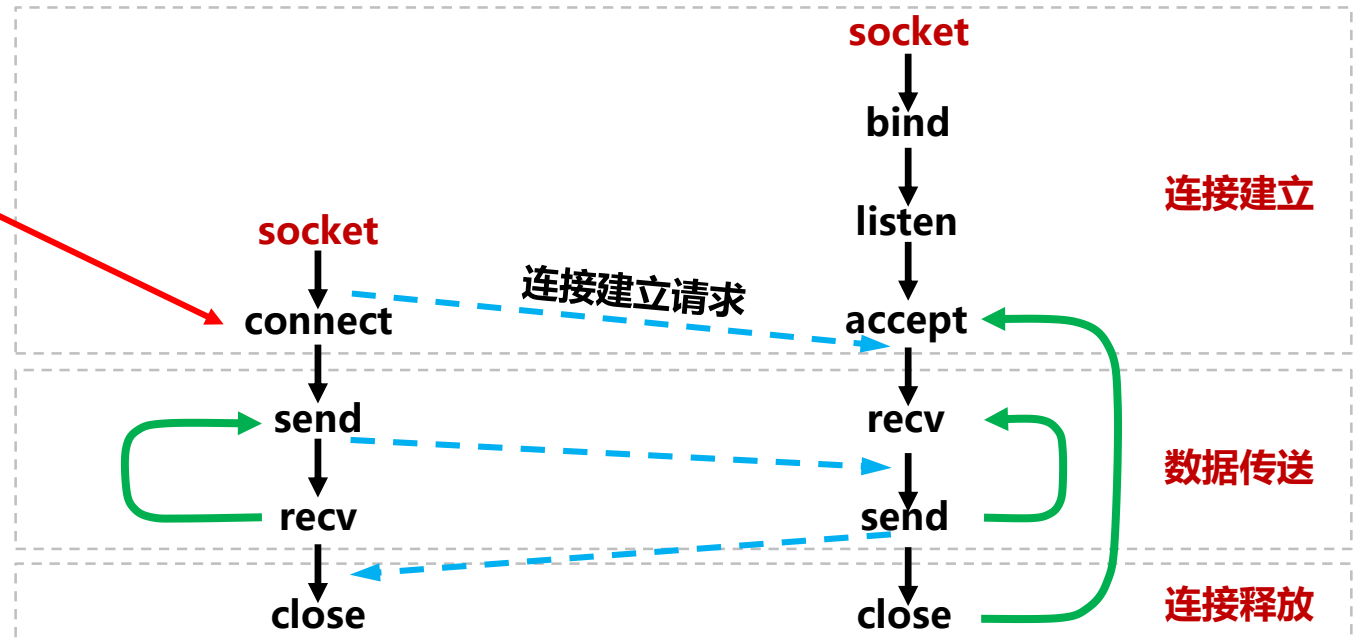 socket
bind
连接建立
listen
socket
连接建立请求
connect
accept
send
recv
数据传送
recv
send
close
close
连接释放